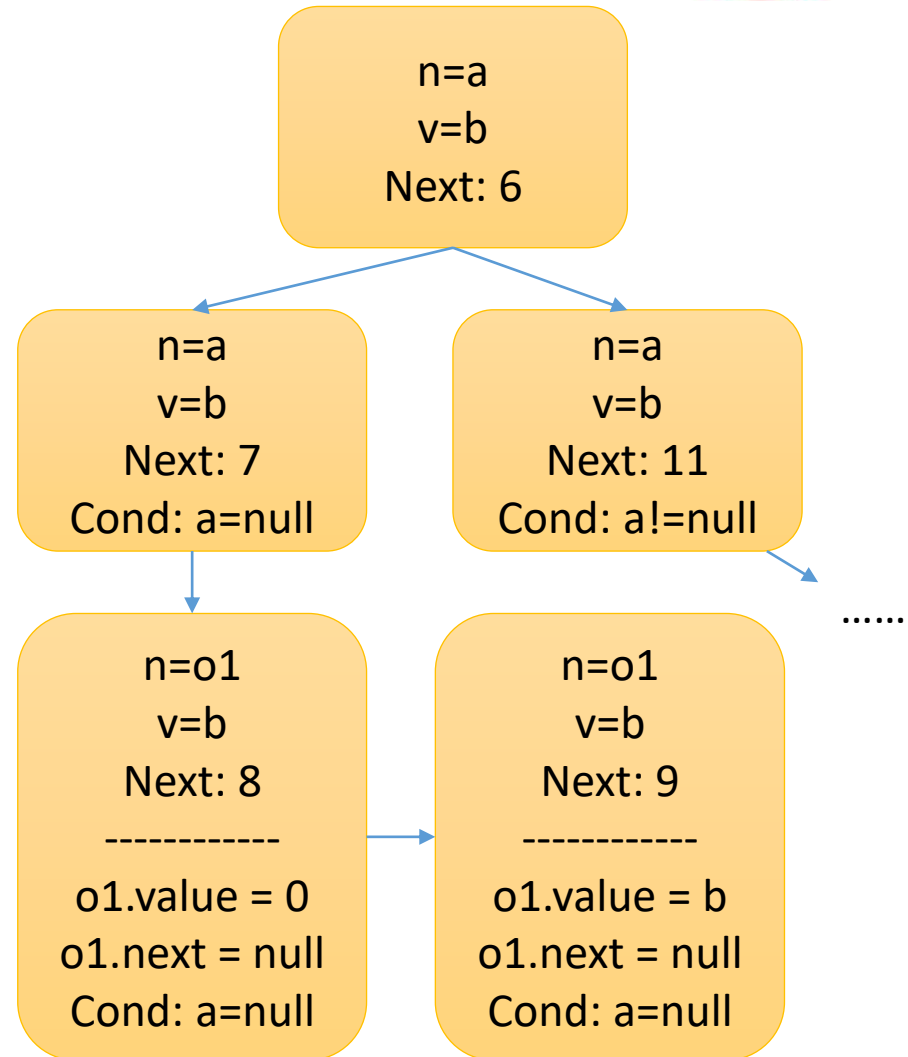 n=a
v=b
Next: 6
n=a
v=b
Next: 7
Cond: a=null
n=a
v=b
Next: 11
Cond: a!=null
......
n=o1
v=b
Next: 8
------------
o1.value = 0
o1.next = null
Cond: a=null
n=o1
v=b
Next: 9
------------
o1.value = b
o1.next = null
Cond: a=null